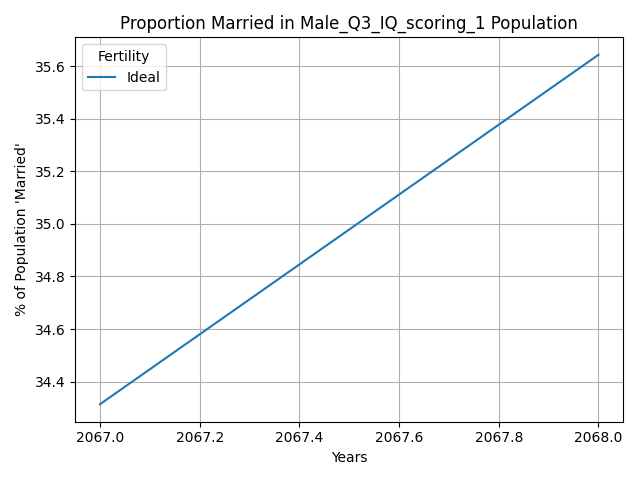 Proportion Married in Male_Q3_IQ_scoring_1 Population
Fertility
Ideal
% of Population 'Married'
35.6
35.4
35.2
35.0
34.8
34.6
34.4
2067.0 2067.2 2067.4 2067.6 2067.8 2068.0
Years